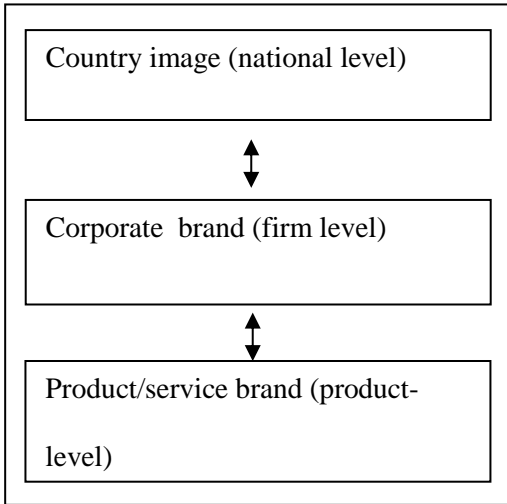 Country image (national level)
Corporate brand (firm level)
Product/service brand (product-
level)